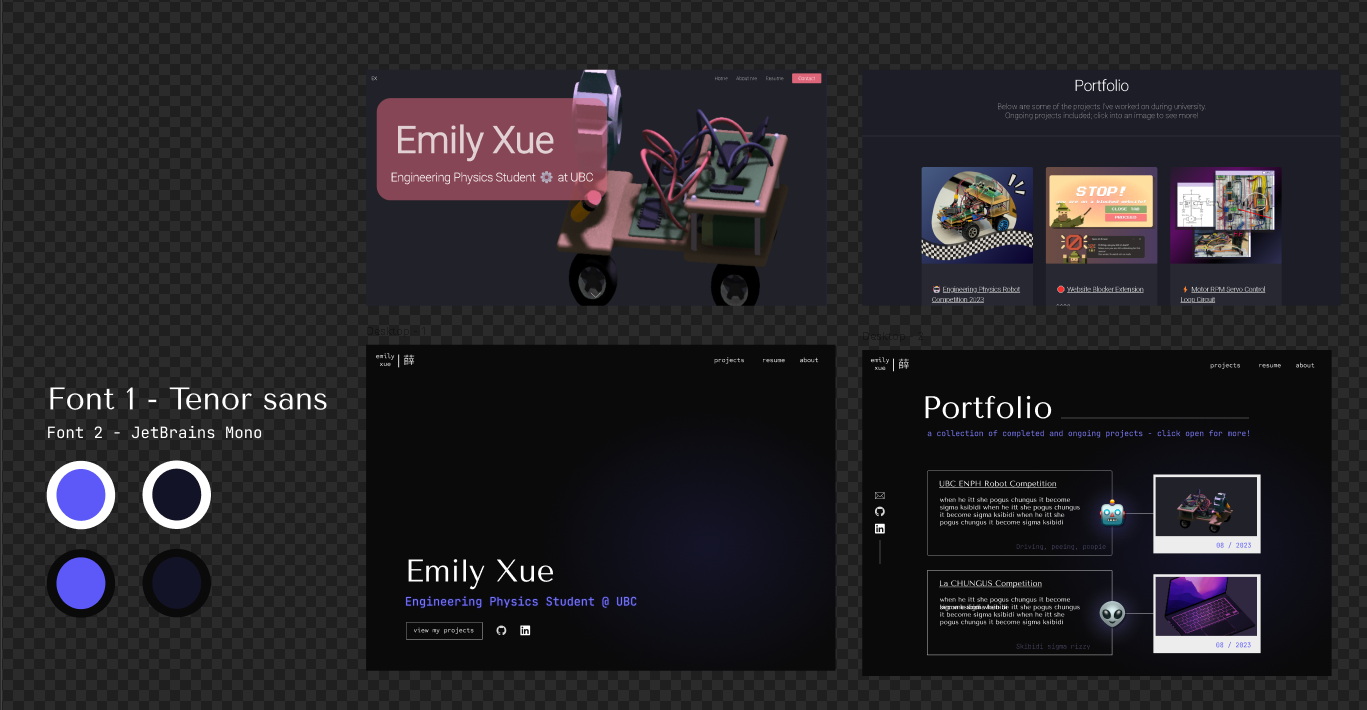 EX
Home About me Resume Contact
Emily Xue
Engineering Physics Student at UBC
Portfolio
Below are some of the projects I've worked on during university.
Ongoing projects included, click into an image to see more!
STOP!
CLOSE TAB
PROCEED
Engineering Physics Robot
Competition 2023
Website Blocker Extension
Motor RPM Servo Control
Loop Circuit
Font 1 - Tenor sans
Font 2 - JetBrains Mono
emily
xue
薛
projects resume about
Emily Xue
Engineering Physics Student @ UBC
view my projects
in
emily
xue
薛
projects resume about
Portfolio
a collection of completed and ongoing projects - click open for more!
in
UBC ENPH Robot Competition
when he itt she pogus chungus it become
sigma ksibidi when he itt she pogus chungus
it become sigma ksibidi when he itt she
pogus chungus it become sigma ksibidi
Driving, peeing, poople
08 / 2023
La CHUNGUS Competition
when he itt she pogus chungus it become
he itt she pogus chungus
it become sigma ksibidi when he itt she
pogus chungus it become sigma ksibidi
Skibidi sigma rizzy
08 / 2023